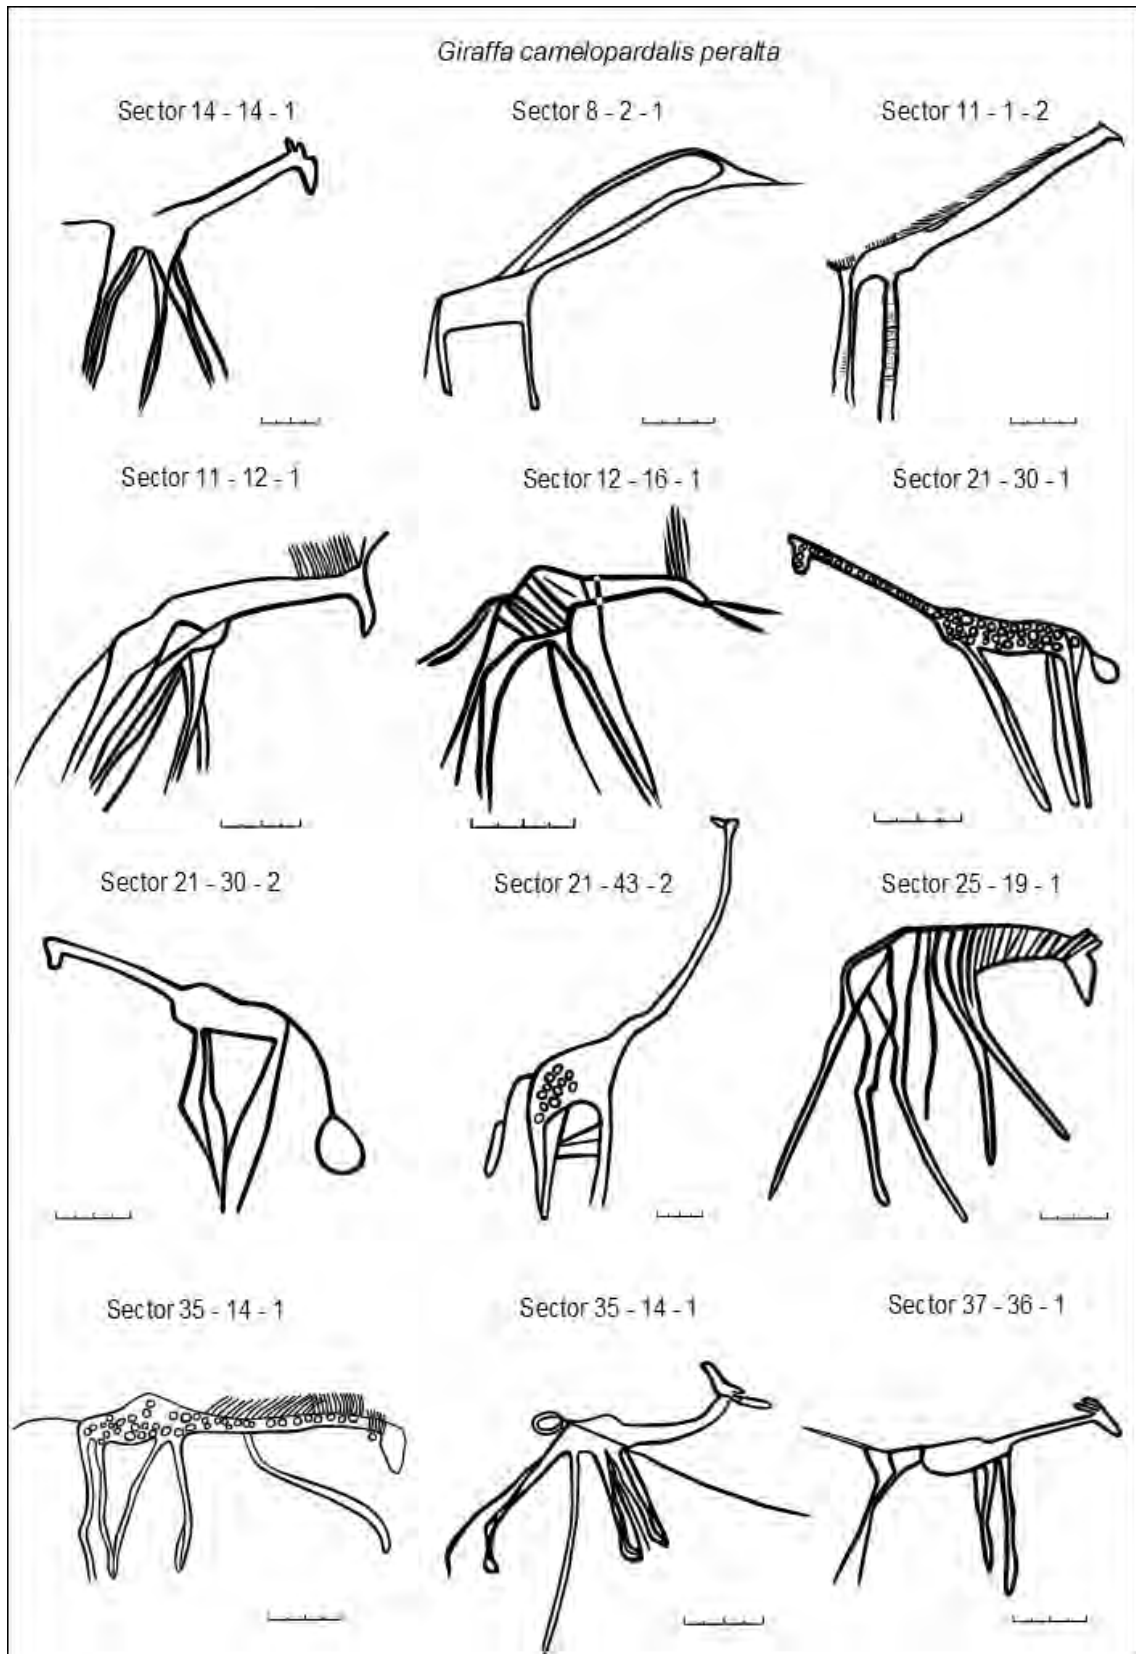 Giraffa camelopardalis peralta
Sector 14 - 14 - 1
Sector 8 - 2 - 1
Sector 11 - 1 - 2
Sector 11 - 12 - 1
Sector 12 - 16 - 1
Sector 21 - 30 - 1
Sector 21 - 30 - 2
Sector 21 - 43 - 2
Sector 25 - 19 - 1
Sector 35 - 14 - 1
Sector 35 - 14 - 1
Sector 37 - 36 - 1